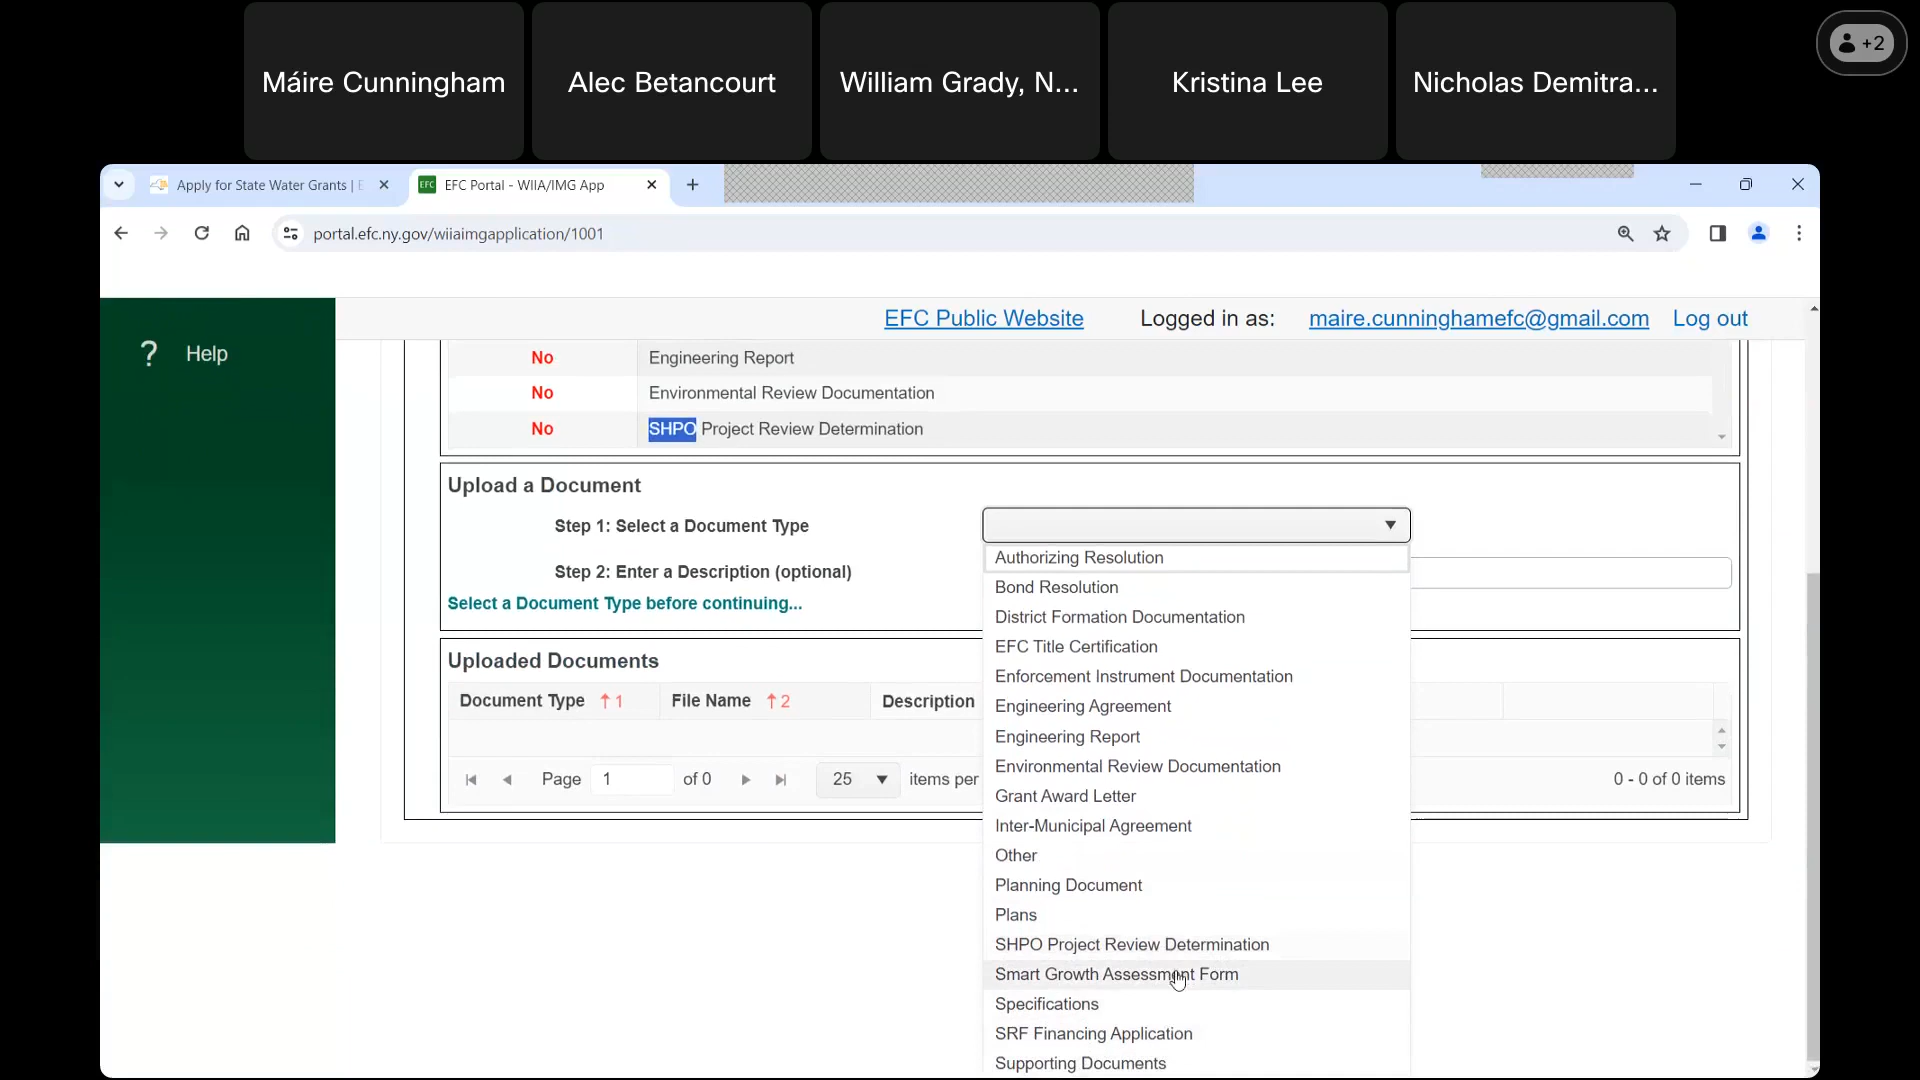 Máire Cunningham
Alec Betancourt
William Grady, N...
Kristina Lee
Nicholas Demitra...
+2
Apply for State Water Grants | E
EFC
EFC Portal - WIIA/IMG App
portal.efc.ny.gov/wiiaimgapplication/1001
? Help
EFC Public Website
Logged in as:
maire.cunninghamefc@gmail.com
Log out
No Engineering Report
No Environmental Review Documentation
No SHPO Project Review Determination
Upload a Document
Step 1: Select a Document Type
Step 2: Enter a Description (optional)
Select a Document Type before continuing...
Authorizing Resolution
Bond Resolution
District Formation Documentation
EFC Title Certification
Enforcement Instrument Documentation
Engineering Agreement
Engineering Report
Environmental Review Documentation
Grant Award Letter
Inter-Municipal Agreement
Other
Planning Document
Plans
SHPO Project Review Determination
Smart Growth Assessment Form
Specifications
SRF Financing Application
Supporting Documents
Uploaded Documents
Document Type ↑1 File Name ↑2 Description
Page 1 of 0 25 items per
0 - 0 of 0 items